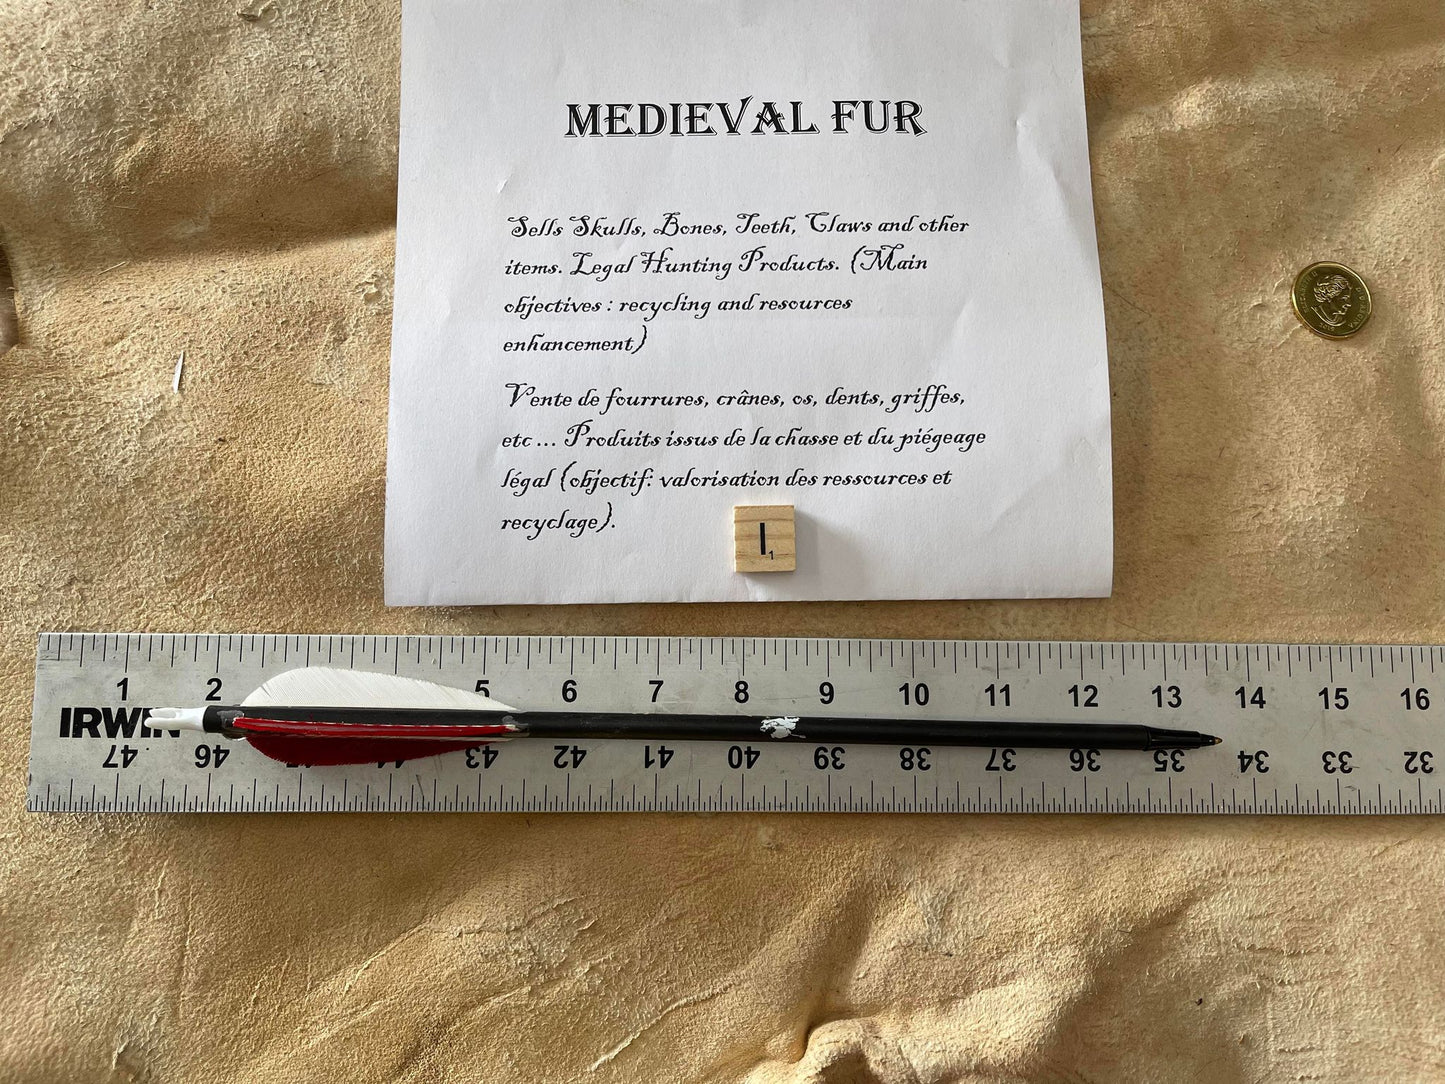 MEDIEVAL FUR
Sells Skulls, Bones, Teeth, Claws and other
items. Legal Hunting Products. (Main
objectives : recycling and resources
enhancement)
Vente de fourrures, crânes, os, dents, griffes,
etc ... Produits issus de la chasse et du piégeage
légal (objectif: valorisation des ressources et
recyclage).
I1
1 2 5 6 7 8 9 10 11 12 13 14 15 16
IRWIN
47 46 43 42 41 40 39 38 37 36 35 34 33 32